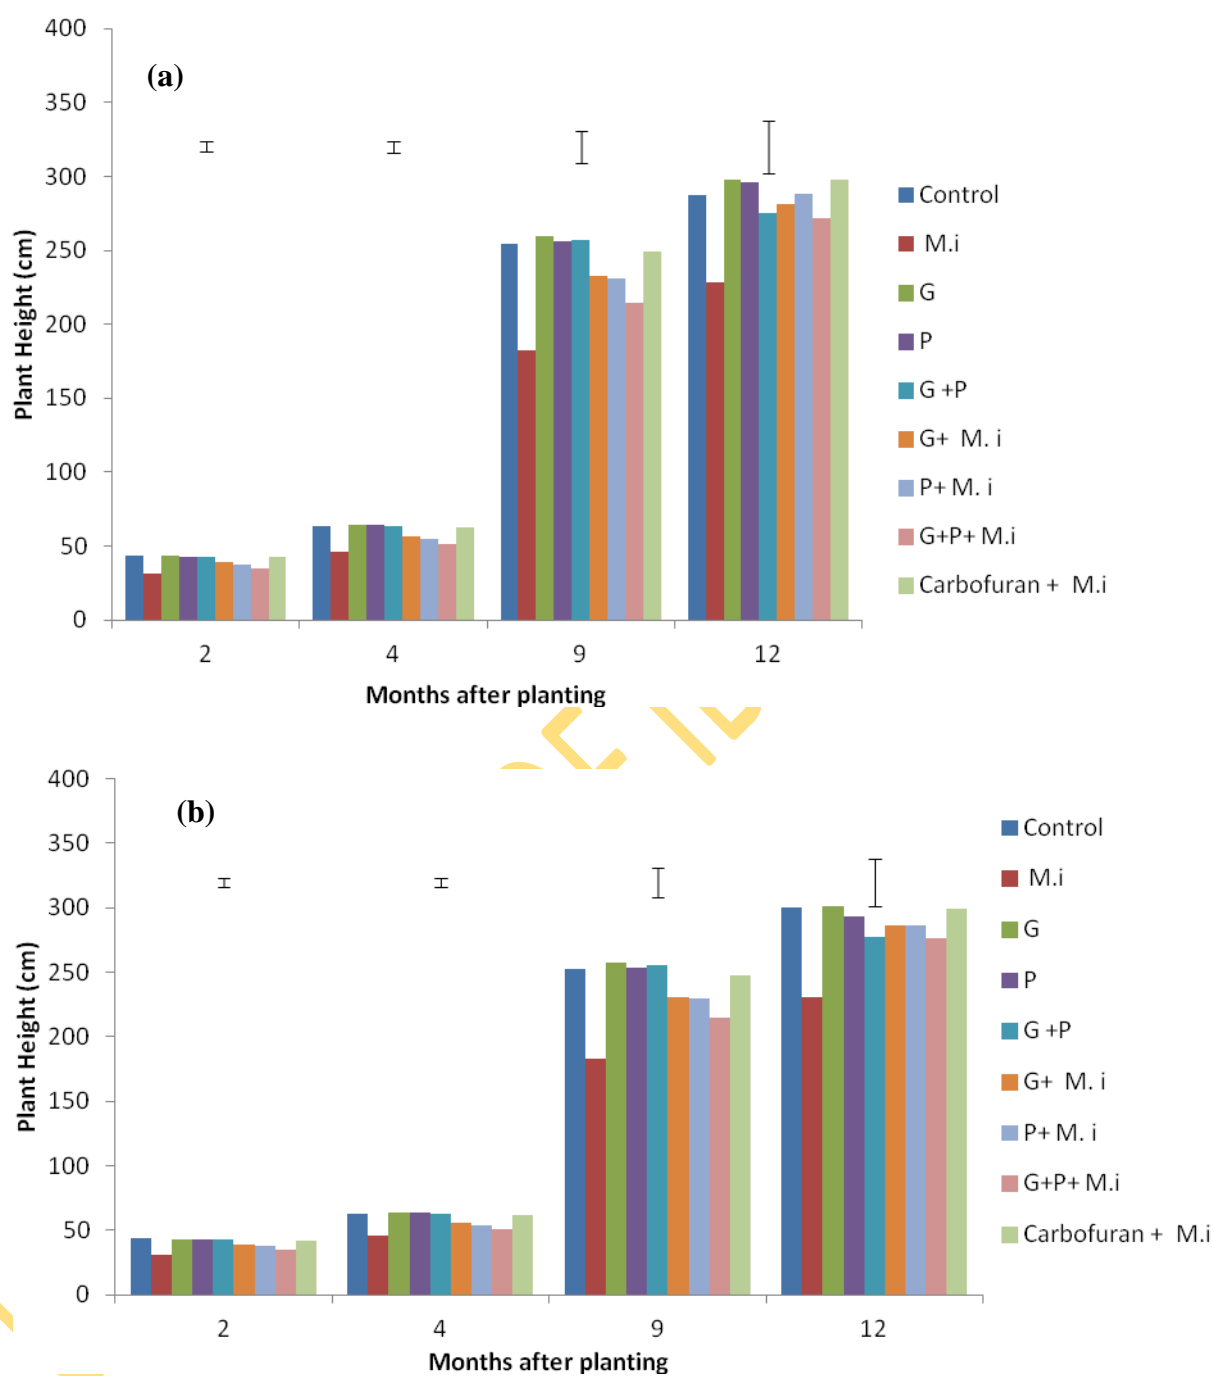 400
(a)
350
300
250
200
150
100
50
0
Plant Height (cm)
2 4 9 12
Months after planting
Control
M.i
G
P
G +P
G+ M. i
P+ M. i
G+P+ M.i
Carbofuran + M.i
400
(b)
350
300
250
200
150
100
50
0
Plant Height (cm)
2 4 9 12
Months after planting
Control
M.i
G
P
G +P
G+ M. i
P+ M. i
G+P+ M.i
Carbofuran + M.i